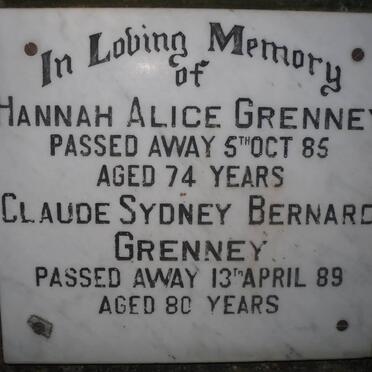 In Loving Memory
of
HANNAH ALICE GRENNEY
PASSED AWAY 5TH OCT 85
AGED 74 YEARS
CLAUDE SYDNEY BERNARD
GRENNEY
PASSED AWAY 13TH APRIL 89
AGED 80 YEARS